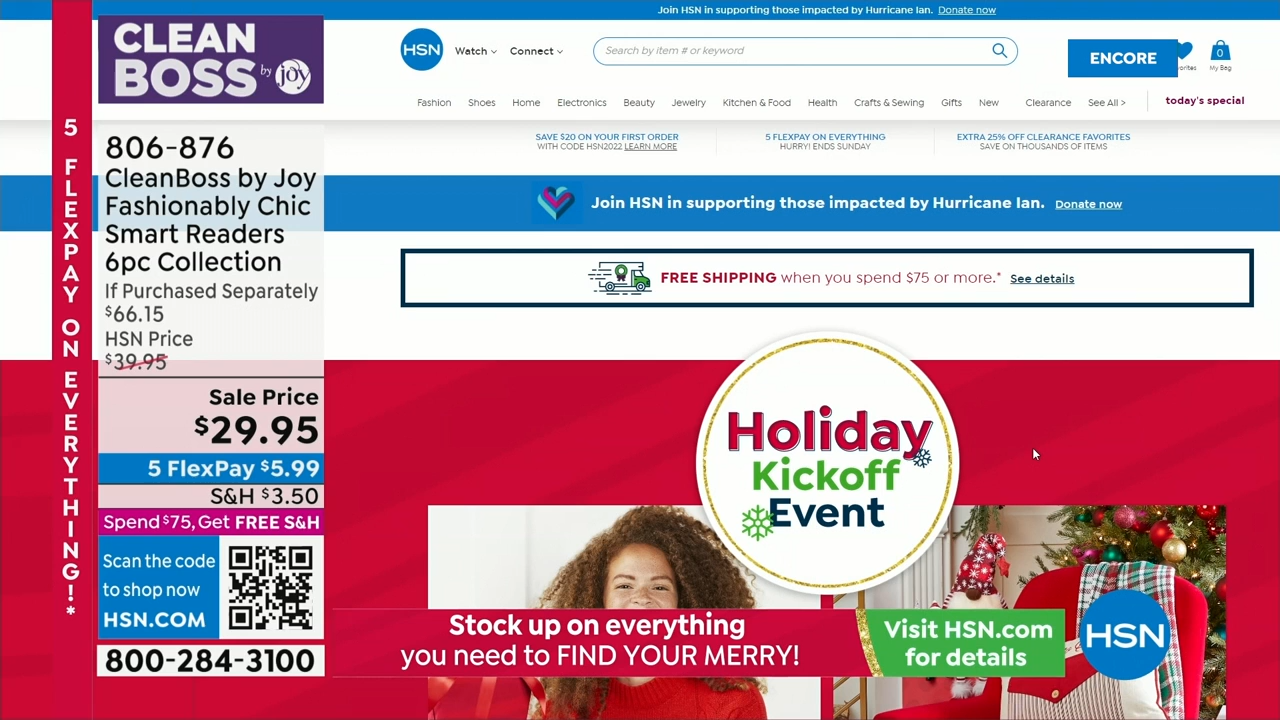 5 FLEXPAY ON EVERYTHING!*
CLEAN
BOSS by joy
806-876
CleanBoss by Joy
Fashionably Chic
Smart Readers
6pc Collection
If Purchased Separately
$66.15
HSN Price
$39.95
Sale Price
$29.95
5 FlexPay $5.99
S&H $3.50
Spend $75, Get FREE S&H
Scan the code
to shop now
HSN.COM
800-284-3100
Join HSN in supporting those impacted by Hurricane Ian. Donate now
HSN
Watch
Connect
Search by item # or keyword
ENCORE
orites
0
My Bag
Fashion Shoes Home Electronics Beauty Jewelry Kitchen & Food Health Crafts & Sewing Gifts New Clearance See All > today's special
SAVE $20 ON YOUR FIRST ORDER
WITH CODE HSN2022 LEARN MORE
5 FLEXPAY ON EVERYTHING
HURRY! ENDS SUNDAY
EXTRA 25% OFF CLEARANCE FAVORITES
SAVE ON THOUSANDS OF ITEMS
Join HSN in supporting those impacted by Hurricane Ian. Donate now
FREE SHIPPING when you spend $75 or more.* See details
Holiday
Kickoff
Event
Stock up on everything
you need to FIND YOUR MERRY!
Visit HSN.com
for details
HSN